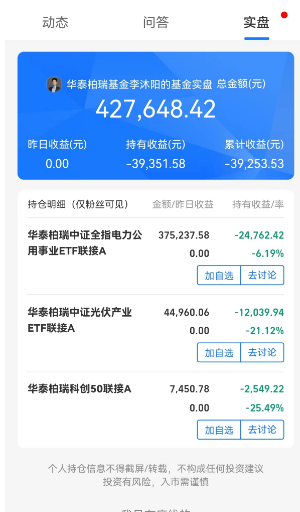 动态 问答 实盘
华泰柏瑞基金李沐阳的基金实盘 总金额(元)
427,648.42
昨日收益(元) 持有收益(元) 累计收益(元)
0.00 -39,351.58 -39,253.53
持仓明细（仅粉丝可见） 金额/昨日收益 持有收益/率
华泰柏瑞中证全指电力公 375,237.58 -24,762.42
用事业ETF联接A 0.00 -6.19%
加自选 去讨论
华泰柏瑞中证光伏产业 44,960.06 -12,039.94
ETF联接A 0.00 -21.12%
加自选 去讨论
华泰柏瑞科创50联接A 7,450.78 -2,549.22
0.00 -25.49%
加自选 去讨论
个人持仓信息不得截屏/转载，不构成任何投资建议
投资有风险，入市需谨慎